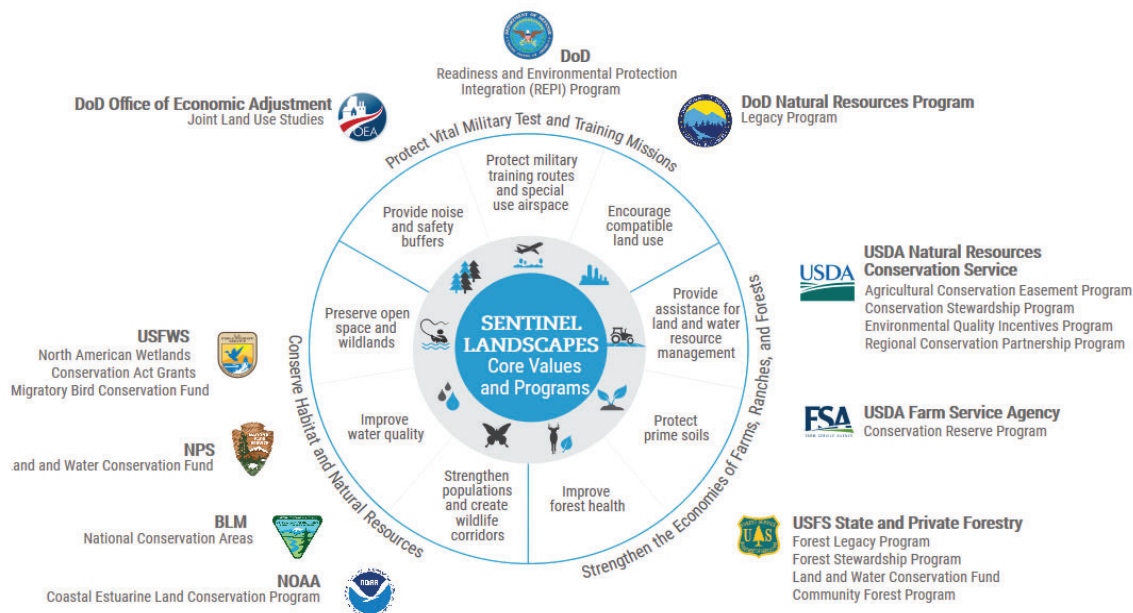 DoD
Readiness and Environmental Protection
Integration (REPI) Program
DoD Office of Economic Adjustment
Joint Land Use Studies
OEA
DoD Natural Resources Program
Legacy Program
Protect Vital Military Test and Training Missions
Protect military
training routes
and special
use airspace
Provide noise
and safety
buffers
Encourage
compatible
land use
Preserve open
space and
wildlands
Provide
assistance for
land and water
resource
management
SENTINEL
LANDSCAPES
Core Values
and Programs
Improve
water quality
Protect
prime soils
Strengthen
populations
and create
wildlife
corridors
Improve
forest health
Conserve Habitat and Natural Resources
Strengthen the Economies of Farms, Ranches, and Forests
USDA
USDA Natural Resources
Conservation Service
Agricultural Conservation Easement Program
Conservation Stewardship Program
Environmental Quality Incentives Program
Regional Conservation Partnership Program
FSA
FARM SERVICE AGENCY
USDA Farm Service Agency
Conservation Reserve Program
US
USFS State and Private Forestry
Forest Legacy Program
Forest Stewardship Program
Land and Water Conservation Fund
Community Forest Program
USFWS
North American Wetlands
Conservation Act Grants
Migratory Bird Conservation Fund
NPS
and and Water Conservation Fund
BLM
National Conservation Areas
NOAA
Coastal Estuarine Land Conservation Program
NOAA